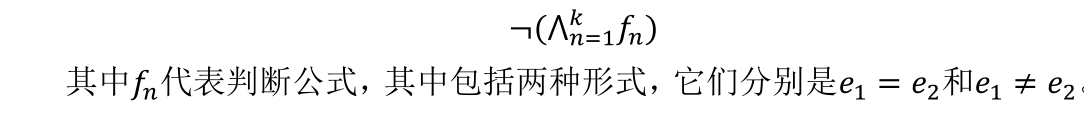 ¬(⋀ₙ₌₁ᵏ fₙ)
其中fₙ代表判断公式，其中包括两种形式，它们分别是e₁ = e₂和e₁ ≠ e₂。